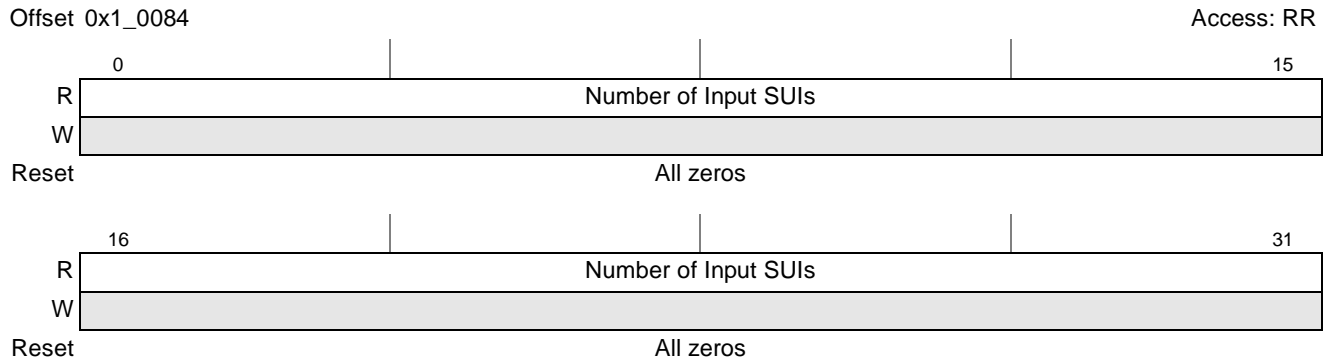 Offset 0x1_0084 Access: RR
0 15
R Number of Input SUIs
W
Reset All zeros
16 31
R Number of Input SUIs
W
Reset All zeros